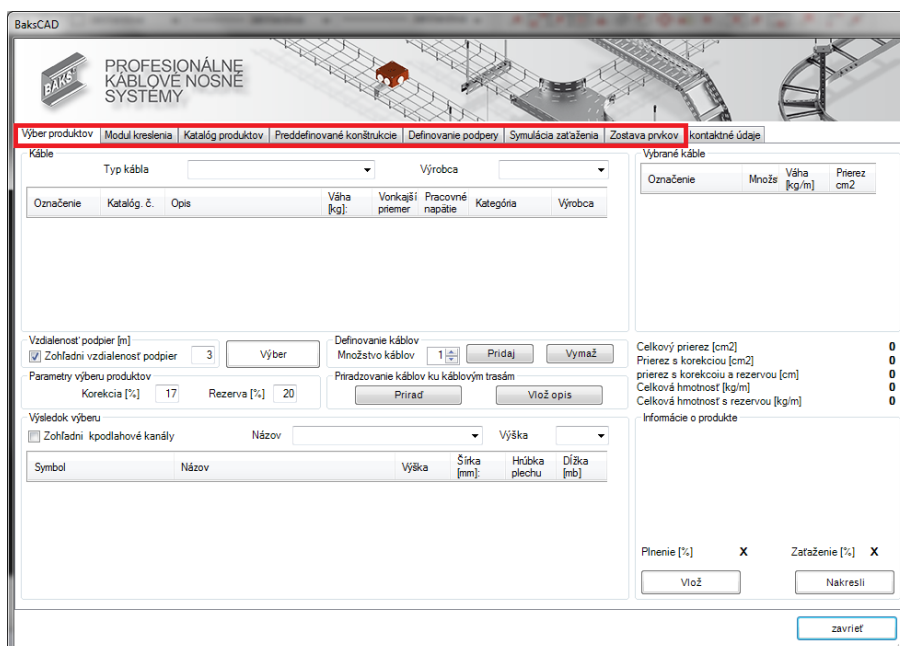 BaksCAD
BAKS
PROFESIONÁLNE
KÁBLOVÉ NOSNÉ
SYSTÉMY
Výber produktov Modul kreslenia Katalóg produktov Preddefinované konštrukcie Definovanie podpery Symulácia zaťaženia Zostava prvkov kontaktné údaje
Káble
Typ kábla Výrobca
Označenie Katalóg. č. Opis Váha [kg]: Vonkajší priemer Pracovné napätie Kategória Výrobca
Vybrané káble
Označenie Množs Váha [kg/m] Prierez cm2
Vzdialenosť podpier [m]
Zohľadni vzdialenosť podpier 3 Výber
Definovanie káblov
Množstvo káblov 1 Pridaj Vymaž
Parametry výberu produktov
Korekcia [%] 17 Rezerva [%] 20
Priradzovanie káblov ku káblovým trasám
Priraď Vlož opis
Celkový prierez [cm2] 0
Prierez s korekciou [cm2] 0
prierez s korekcoiu a rezervou [cm] 0
Celková hmotnosť [kg/m] 0
Celková hmotnosť s rezervou [kg/m] 0
Výsledok výberu
Zohľadni kpodlahové kanály Názov Výška
Symbol Názov Výška Šírka [mm]: Hrúbka plechu Dĺžka [mb]
Informácie o produkte
Plnenie [%] X Zaťaženie [%] X
Vlož Nakresli
zavrieť